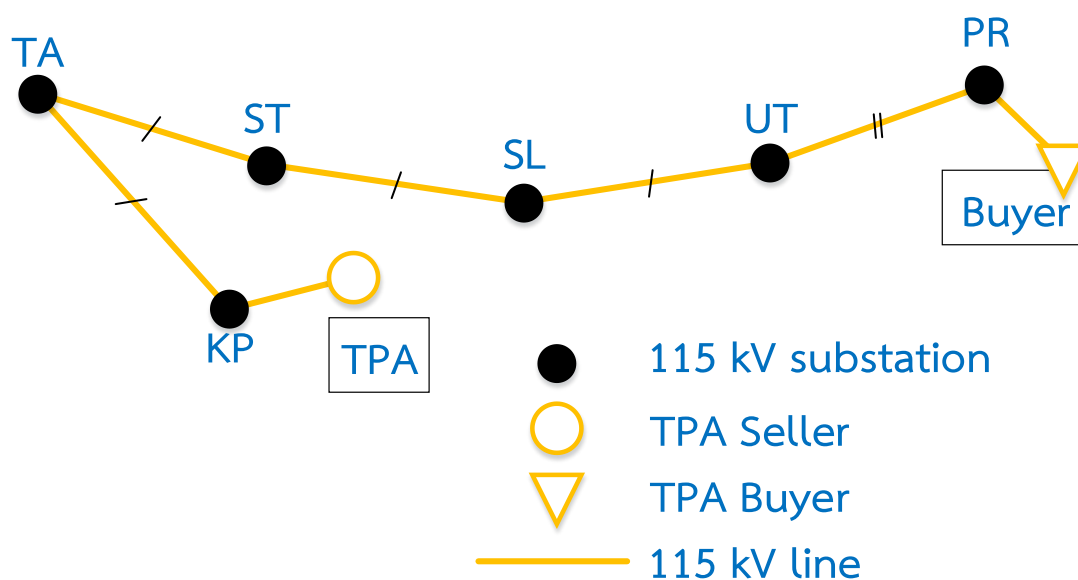 TA
PR
ST
UT
SL
Buyer
KP
TPA
115 kV substation
TPA Seller
TPA Buyer
115 kV line